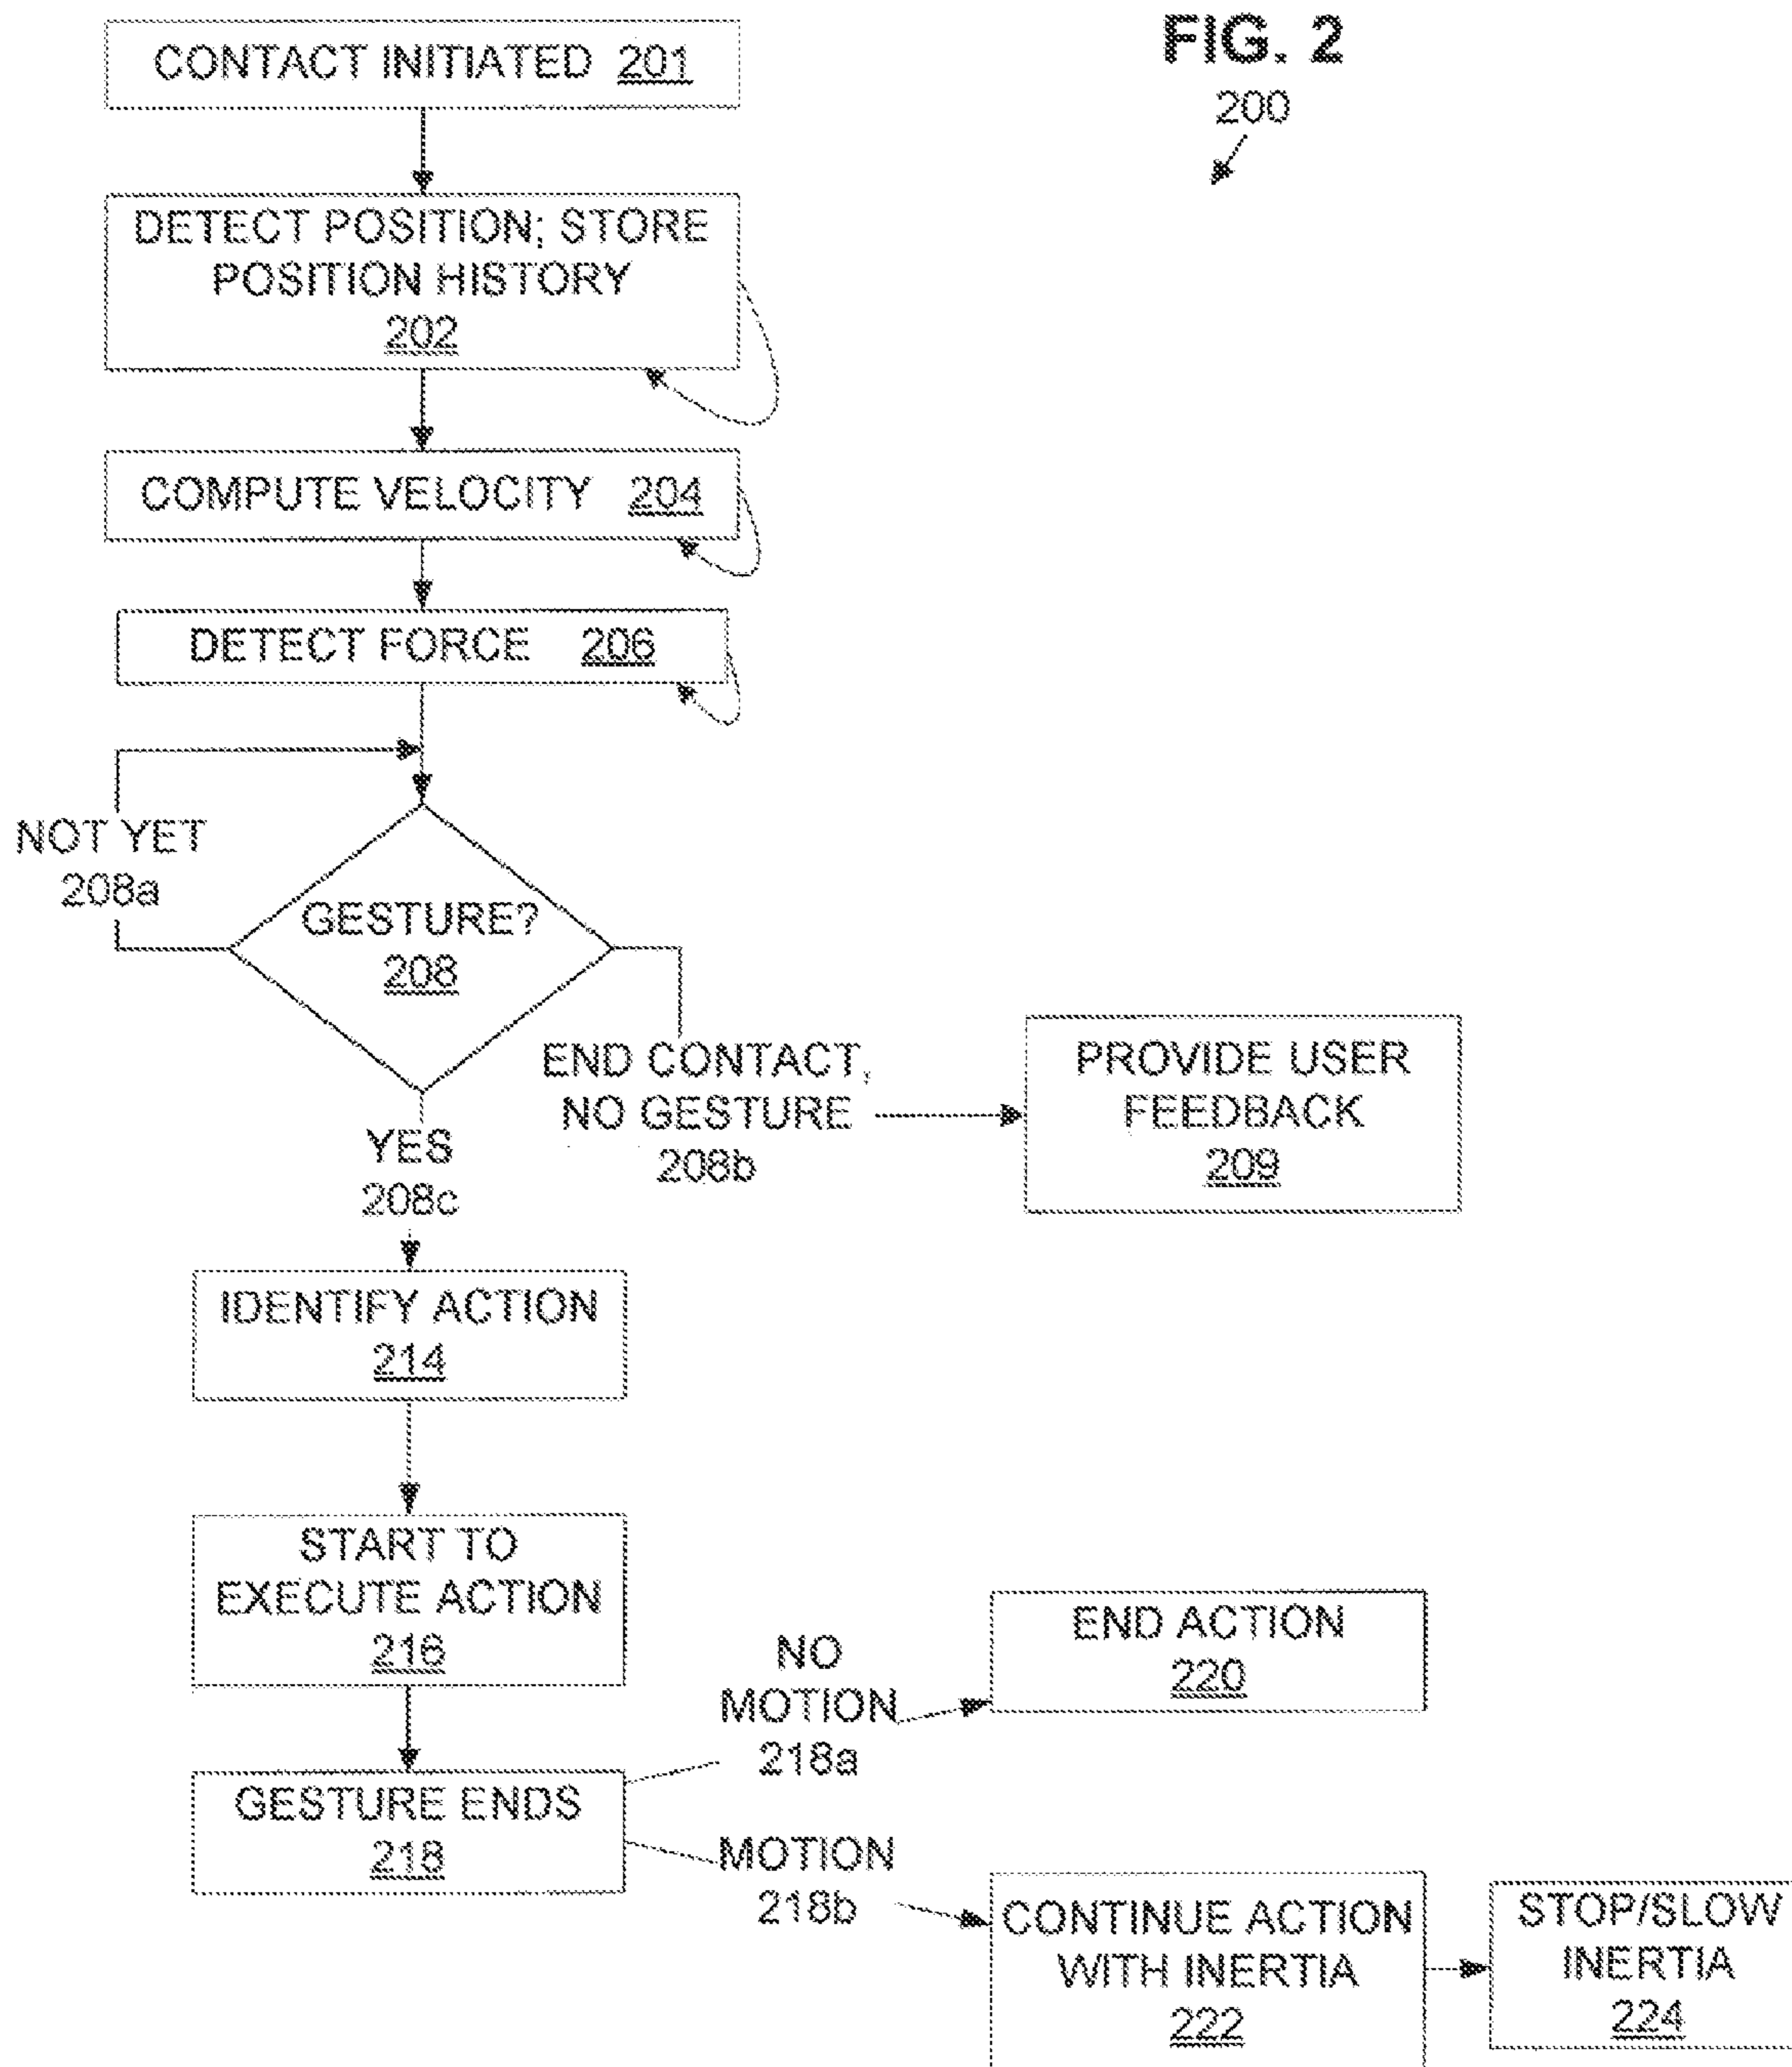 FIG. 2
200
CONTACT INITIATED 201
DETECT POSITION; STORE
POSITION HISTORY
202
COMPUTE VELOCITY 204
DETECT FORCE 206
NOT YET
208a
GESTURE?
208
END CONTACT,
NO GESTURE
208b
PROVIDE USER
FEEDBACK
209
YES
208c
IDENTIFY ACTION
214
START TO
EXECUTE ACTION
216
GESTURE ENDS
218
NO
MOTION
218a
END ACTION
220
MOTION
218b
CONTINUE ACTION
WITH INERTIA
222
STOP/SLOW
INERTIA
224